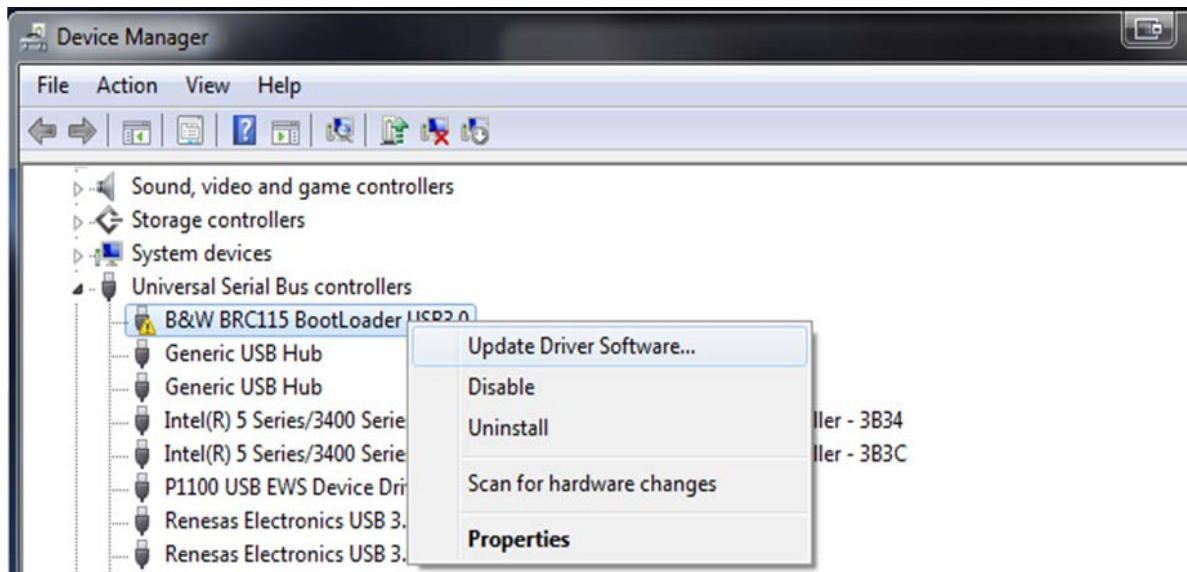 Device Manager
File Action View Help
Sound, video and game controllers
Storage controllers
System devices
Universal Serial Bus controllers
B&W BRC115 BootLoader USB3.0
Generic USB Hub
Update Driver Software...
Generic USB Hub
Disable
Intel(R) 5 Series/3400 Serie ller - 3B34
Uninstall
Intel(R) 5 Series/3400 Serie ller - 3B3C
P1100 USB EWS Device Dri
Scan for hardware changes
Renesas Electronics USB 3.
Properties
Renesas Electronics USB 3.